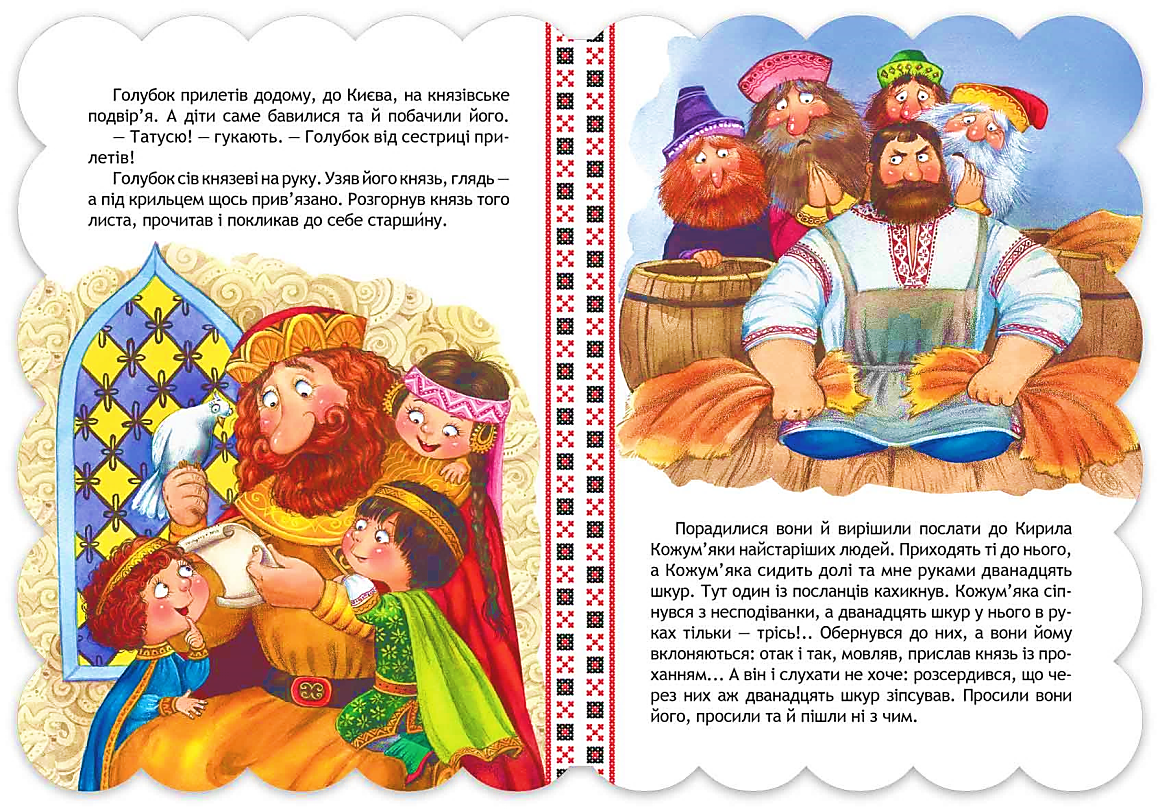 Голубок прилетів додому, до Києва, на князівське
подвір’я. А діти саме бавилися та й побачили його.
— Татусю! — гукають. — Голубок від сестриці при-
летів!
Голубок сів князеві на руку. Узяв його князь, глядь —
а під крильцем щось прив’язано. Розгорнув князь того
листа, прочитав і покликав до себе старши́ну.
Порадилися вони й вирішили послати до Кирила
Кожум’яки найстаріших людей. Приходять ті до нього,
а Кожум’яка сидить долі та мне руками дванадцять
шкур. Тут один із посланців кахикнув. Кожум’яка сіп-
нувся з несподіванки, а дванадцять шкур у нього в ру-
ках тільки — трісь!.. Обернувся до них, а вони йому
вклоняються: отак і так, мовляв, прислав князь із про-
ханням... А він і слухати не хоче: розсердився, що че-
рез них аж дванадцять шкур зіпсував. Просили вони
його, просили та й пішли ні з чим.